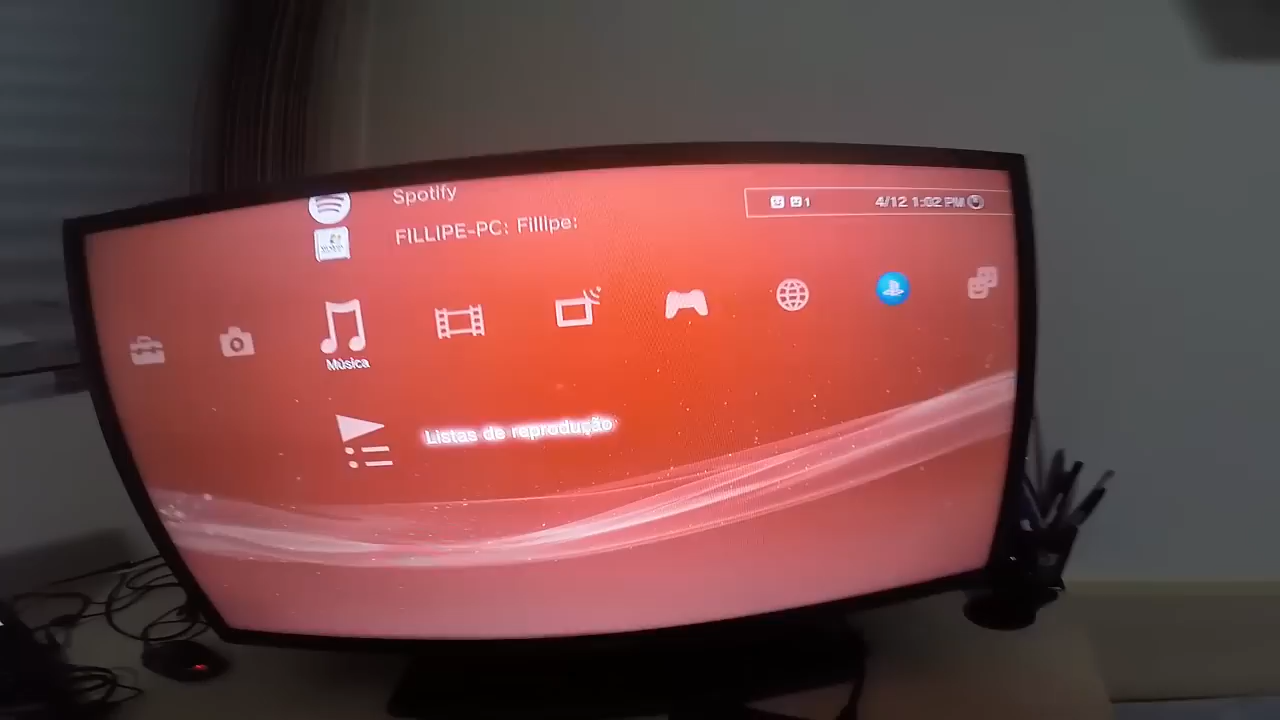 Spotify
FILLIPE-PC: Fillipe:
1
4/12 1:02 PM
Música
Listas de reprodução